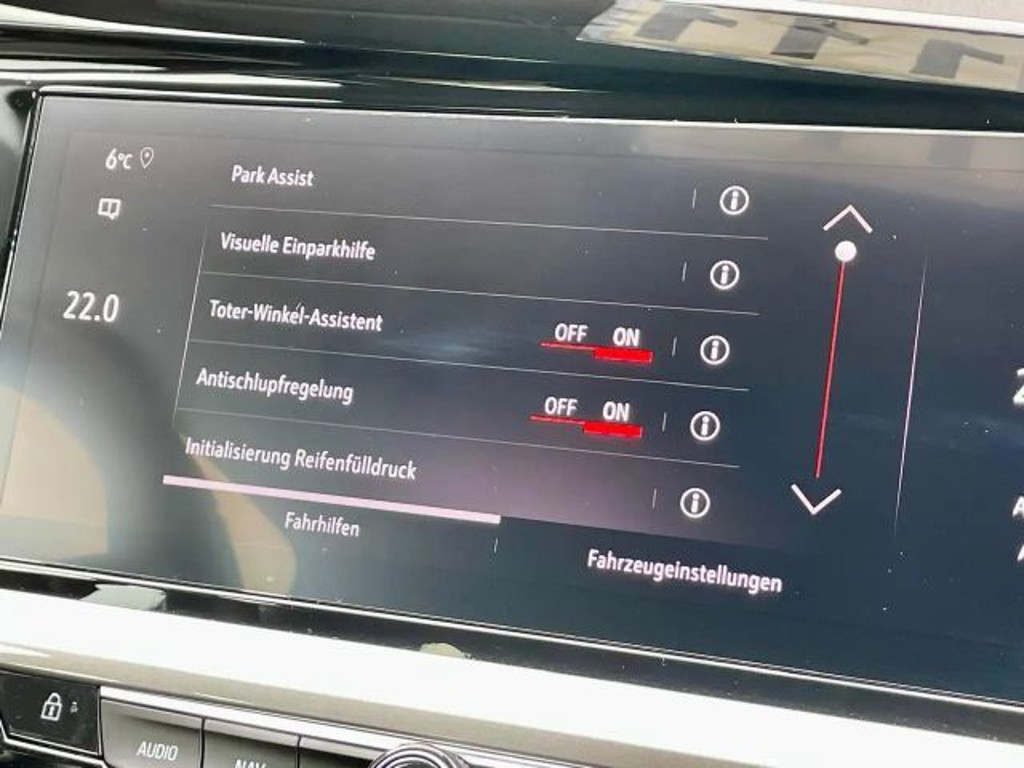 6°C
Park Assist
Visuelle Einparkhilfe
22.0
Toter-Winkel-Assistent
OFF ON
Antischlupfregelung
OFF ON
Initialisierung Reifenfülldruck
Fahrhilfen
Fahrzeugeinstellungen
AUDIO
NAV